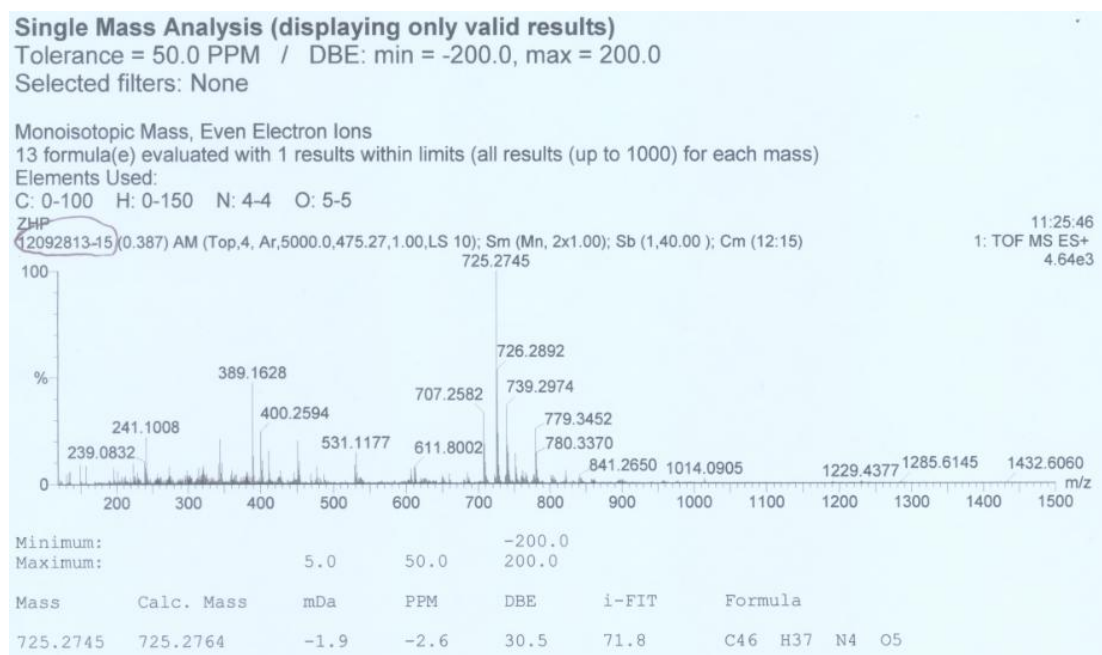 Single Mass Analysis (displaying only valid results)
Tolerance = 50.0 PPM / DBE: min = -200.0, max = 200.0
Selected filters: None
Monoisotopic Mass, Even Electron Ions
13 formula(e) evaluated with 1 results within limits (all results (up to 1000) for each mass)
Elements Used:
C: 0-100 H: 0-150 N: 4-4 O: 5-5
ZHP 11:25:46
12092813-15 (0.387) AM (Top,4, Ar,5000.0,475.27,1.00,LS 10); Sm (Mn, 2x1.00); Sb (1,40.00 ); Cm (12:15) 1: TOF MS ES+
725.2745 4.64e3
100
726.2892
% 389.1628 707.2582 739.2974
400.2594 779.3452
241.1008 531.1177 611.8002 780.3370
239.0832 841.2650 1014.0905 1229.4377 1285.6145 1432.6060
0 m/z
200 300 400 500 600 700 800 900 1000 1100 1200 1300 1400 1500
Minimum: -200.0
Maximum: 5.0 50.0 200.0
Mass Calc. Mass mDa PPM DBE i-FIT Formula
725.2745 725.2764 -1.9 -2.6 30.5 71.8 C46 H37 N4 O5